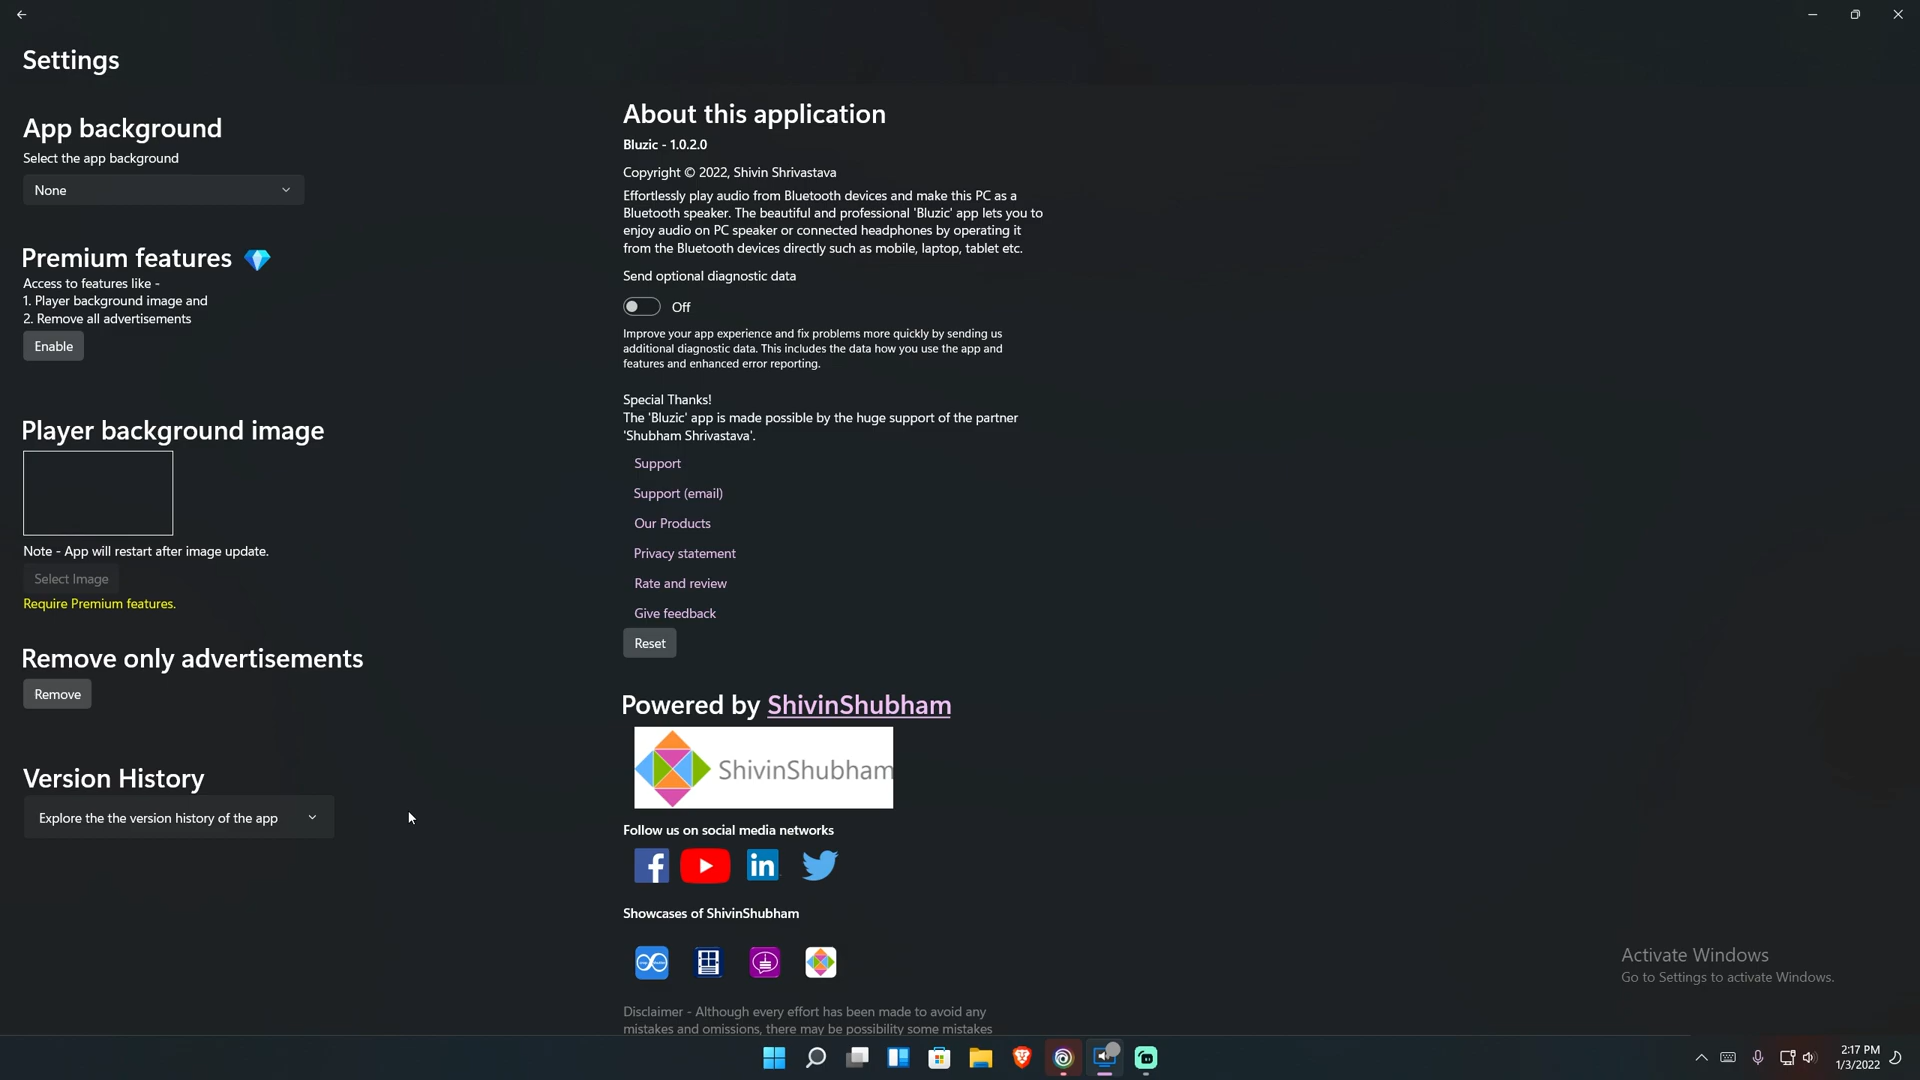 Settings
App background
Select the app background
None
Premium features
Access to features like -
1. Player background image and
2. Remove all advertisements
Enable
Player background image
Note - App will restart after image update.
Select Image
Require Premium features.
Remove only advertisements
Remove
Version History
Explore the the version history of the app
About this application
Bluzic - 1.0.2.0
Copyright © 2022, Shivin Shrivastava
Effortlessly play audio from Bluetooth devices and make this PC as a
Bluetooth speaker. The beautiful and professional 'Bluzic' app lets you to
enjoy audio on PC speaker or connected headphones by operating it
from the Bluetooth devices directly such as mobile, laptop, tablet etc.
Send optional diagnostic data
Off
Improve your app experience and fix problems more quickly by sending us
additional diagnostic data. This includes the data how you use the app and
features and enhanced error reporting.
Special Thanks!
The 'Bluzic' app is made possible by the huge support of the partner
'Shubham Shrivastava'.
Support
Support (email)
Our Products
Privacy statement
Rate and review
Give feedback
Reset
Powered by ShivinShubham
ShivinShubham
Follow us on social media networks
Showcases of ShivinShubham
Disclaimer - Although every effort has been made to avoid any
mistakes and omissions, there may be possibility some mistakes
Activate Windows
Go to Settings to activate Windows.
2:17 PM
1/3/2022